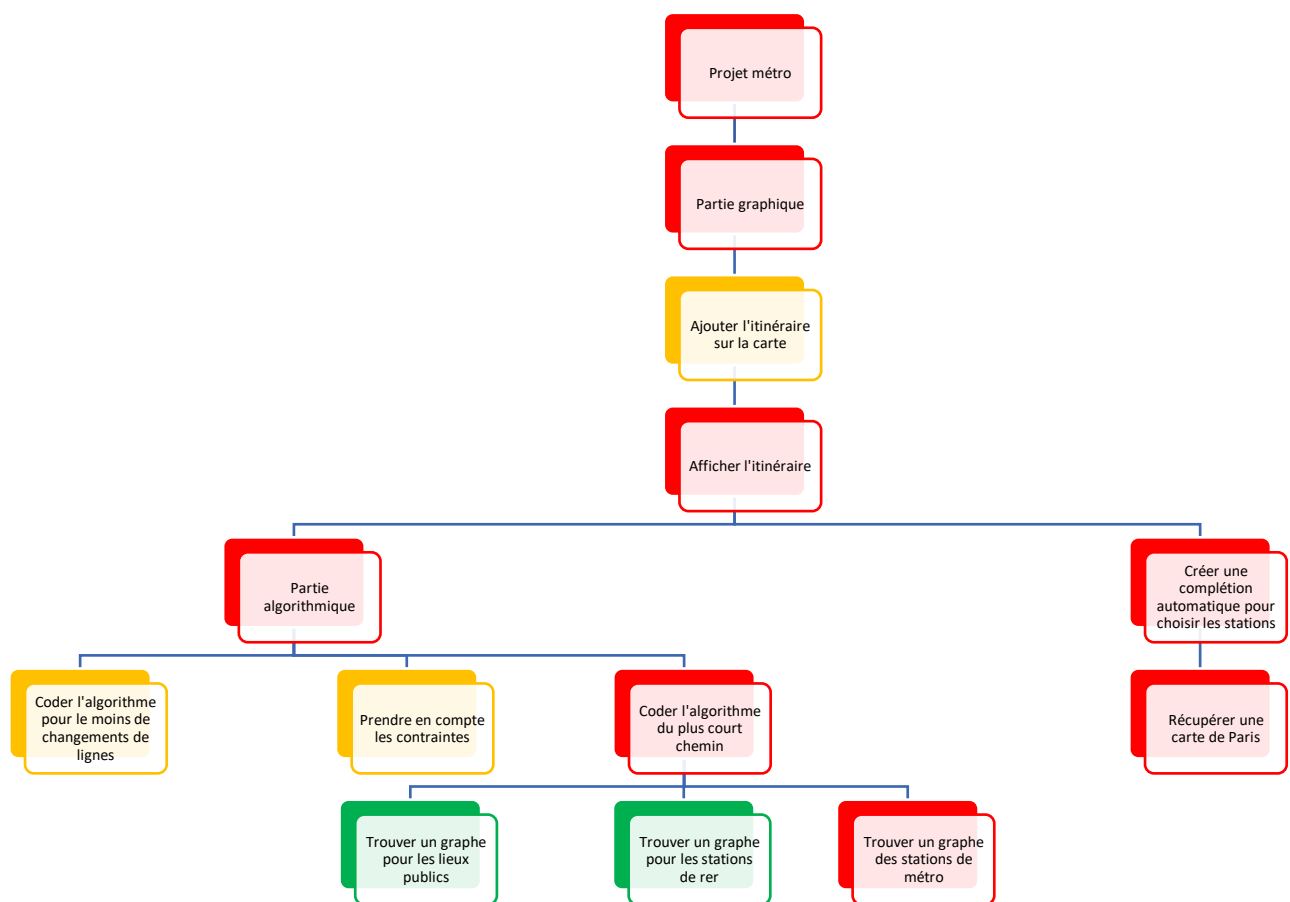 Projet métro
Partie graphique
Ajouter l'itinéraire
sur la carte
Afficher l'itinéraire
Partie
algorithmique
Créer une
complétion
automatique pour
choisir les stations
Coder l'algorithme
pour le moins de
changements de
lignes
Prendre en compte
les contraintes
Coder l'algorithme
du plus court
chemin
Récupérer une
carte de Paris
Trouver un graphe
pour les lieux
publics
Trouver un graphe
pour les stations
de rer
Trouver un graphe
des stations de
métro